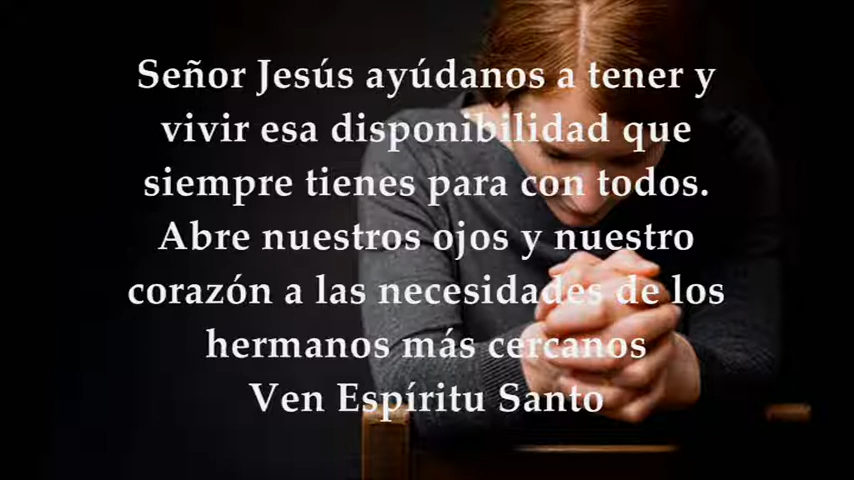 Señor Jesús ayúdanos a tener y
vivir esa disponibilidad que
siempre tienes para con todos.
Abre nuestros ojos y nuestro
corazón a las necesidades de los
hermanos más cercanos
Ven Espíritu Santo